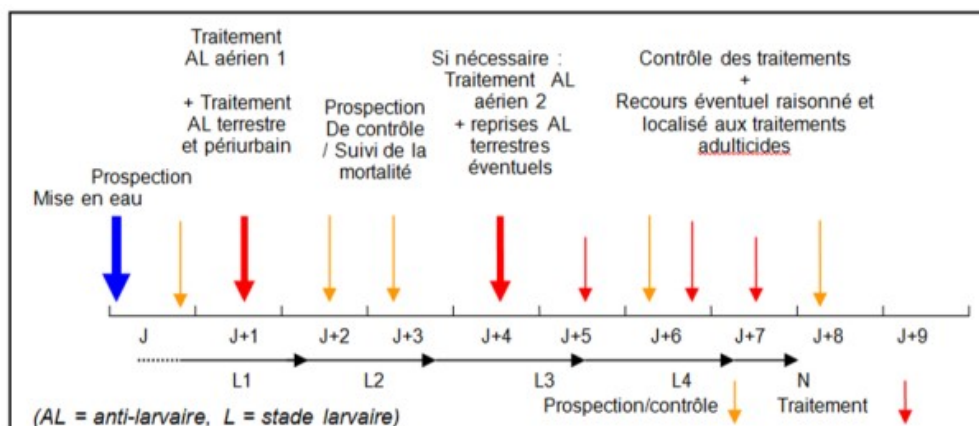 Traitement
AL aérien 1
+ Traitement
AL terrestre
et périurbain
Prospection
Mise en eau
Prospection
De contrôle
/ Suivi de la
mortalité
Si nécessaire :
Traitement AL
aérien 2
+ reprises AL
terrestres
éventuels
Contrôle des traitements
+
Recours éventuel raisonné et
localisé aux traitements
adulticides
J J+1 J+2 J+3 J+4 J+5 J+6 J+7 J+8 J+9
L1 L2 L3 L4 N
Prospection/contrôle Traitement
(AL = anti-larvaire, L = stade larvaire)